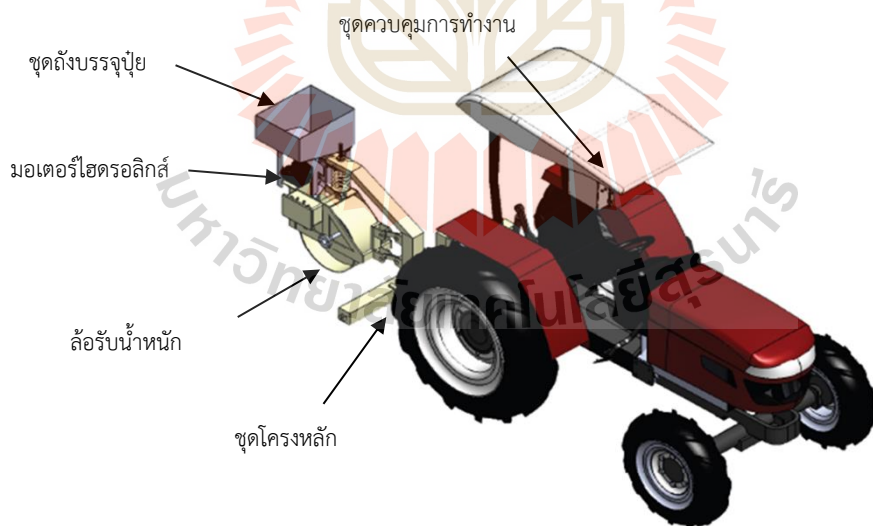 ชุดควบคุมการทำงาน
ชุดถังบรรจุปุ๋ย
มอเตอร์ไฮดรอลิกส์
ล้อรับน้ำหนัก
ชุดโครงหลัก
มหาวิทยาลัยเทคโนโลยีสุรนารี